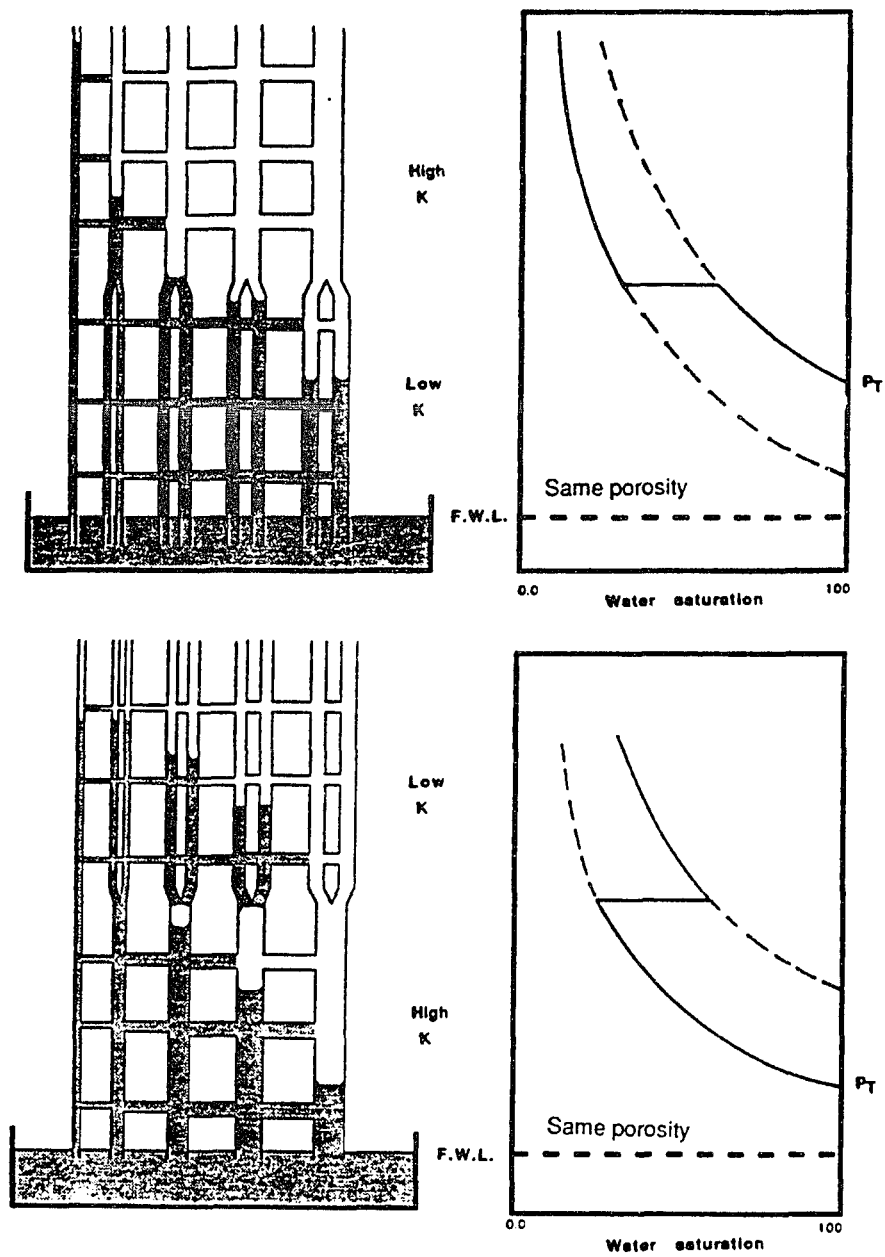 High
K
Low
K
P_T
Same porosity
F.W.L.
0.0
100
Water saturation
Low
K
High
K
P_T
Same porosity
F.W.L.
0.0
100
Water saturation